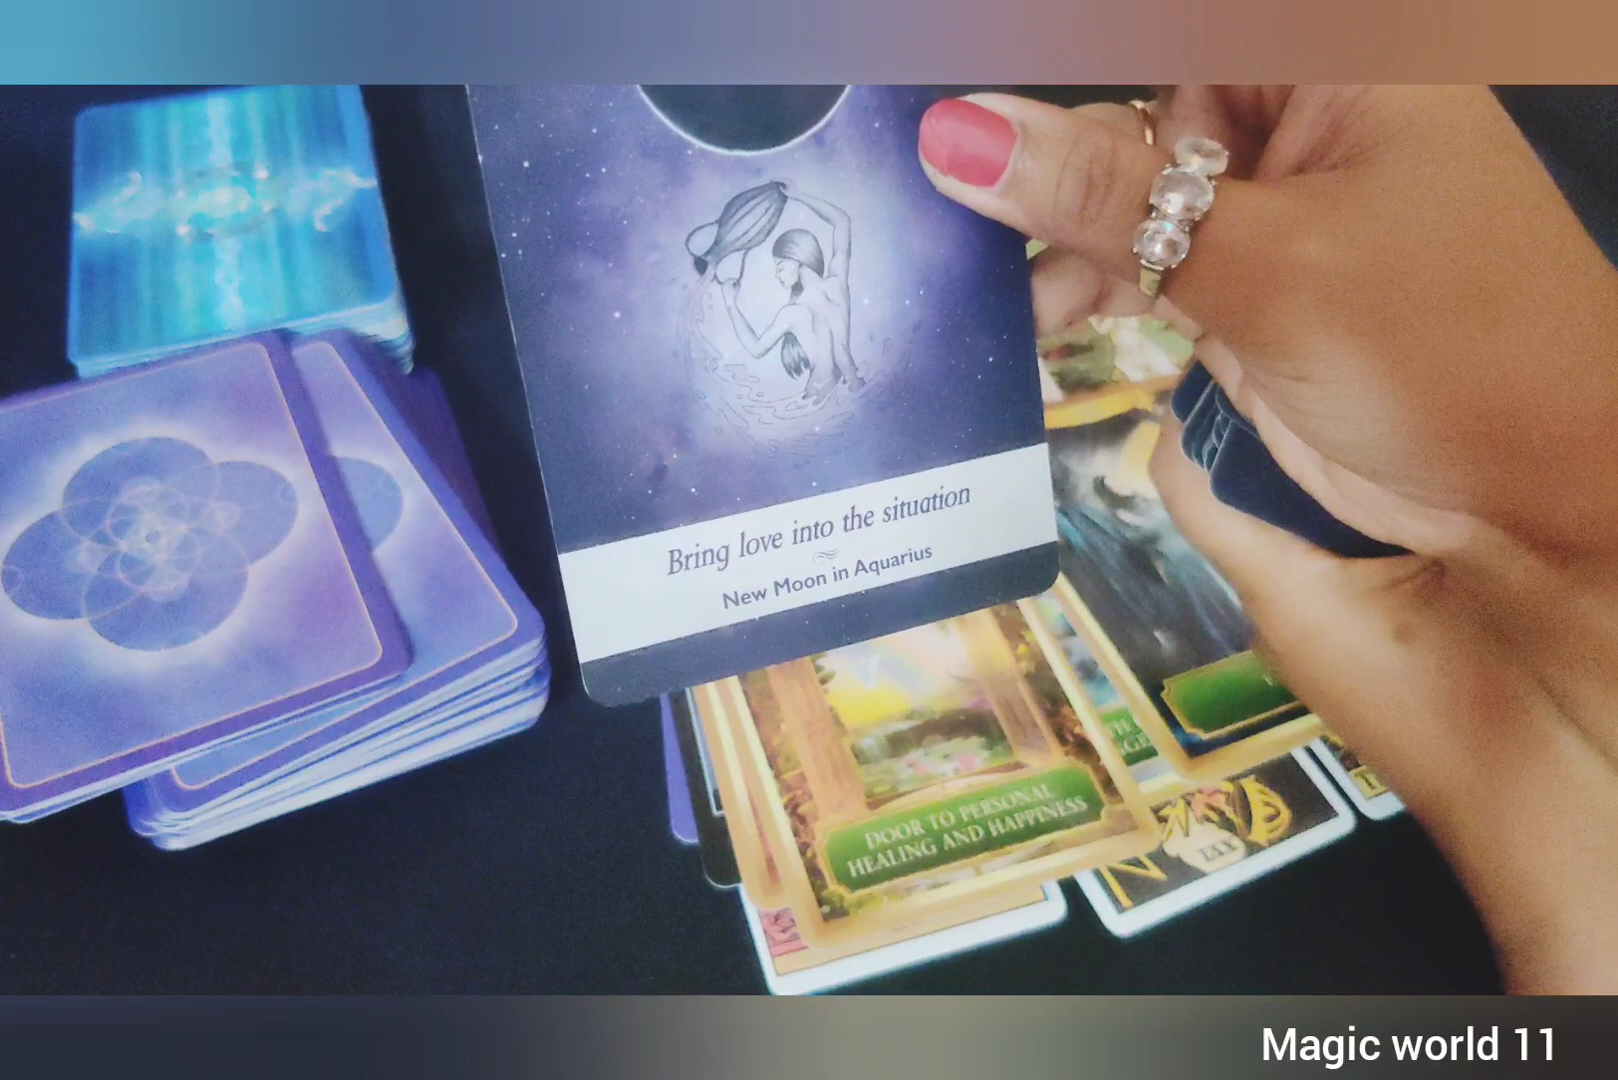 Bring love into the situation
New Moon in Aquarius
DOOR TO PERSONAL
HEALING AND HAPPINESS
Magic world 11